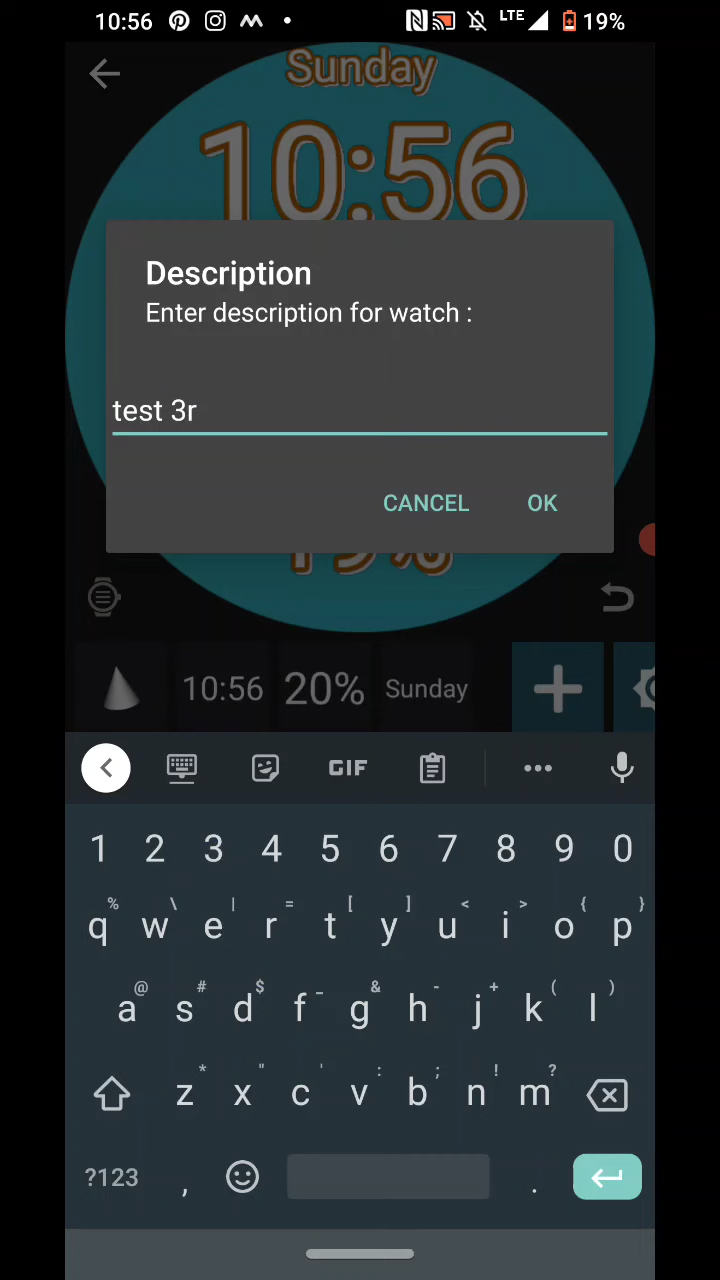 10:56 LTE 19%
Sunday
10:56
Description
Enter description for watch :
test 3r
CANCEL OK
10:56 20% Sunday
GIF
1 2 3 4 5 6 7 8 9 0
% \ | = [ ] < > { }
q w e r t y u i o p
@ # $ _ & - + ( )
a s d f g h j k l
* " ' : ; ! ?
z x c v b n m
?123 , .